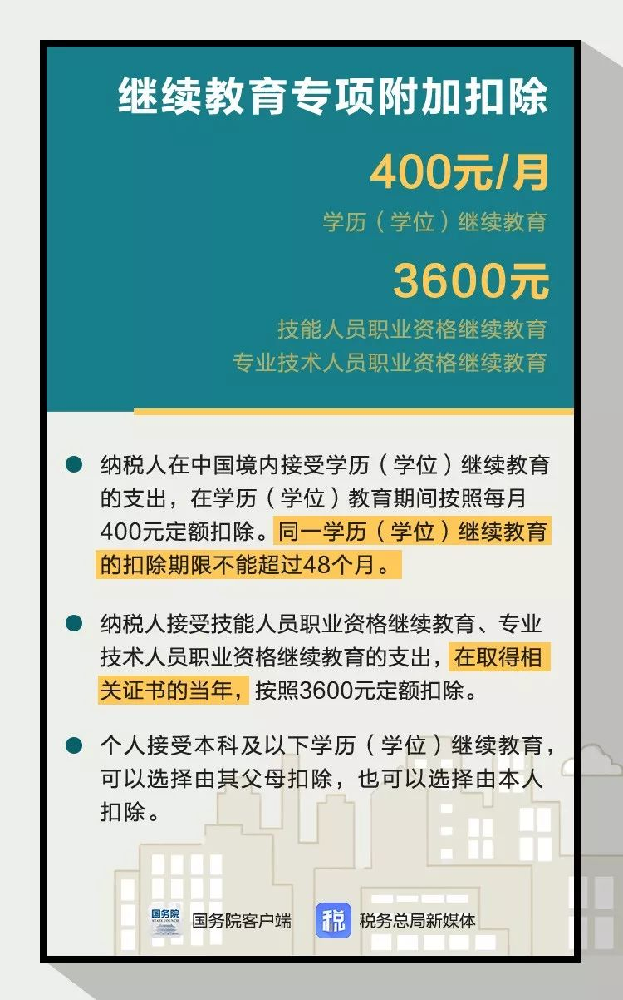 继续教育专项附加扣除
400元/月
学历（学位）继续教育
3600元
技能人员职业资格继续教育
专业技术人员职业资格继续教育
纳税人在中国境内接受学历（学位）继续教育
的支出，在学历（学位）教育期间按照每月
400元定额扣除。同一学历（学位）继续教育
的扣除期限不能超过48个月。
纳税人接受技能人员职业资格继续教育、专业
技术人员职业资格继续教育的支出，在取得相
关证书的当年，按照3600元定额扣除。
个人接受本科及以下学历（学位）继续教育，
可以选择由其父母扣除，也可以选择由本人
扣除。
国务院
STATE COUNCIL
国务院客户端
税
税务总局新媒体